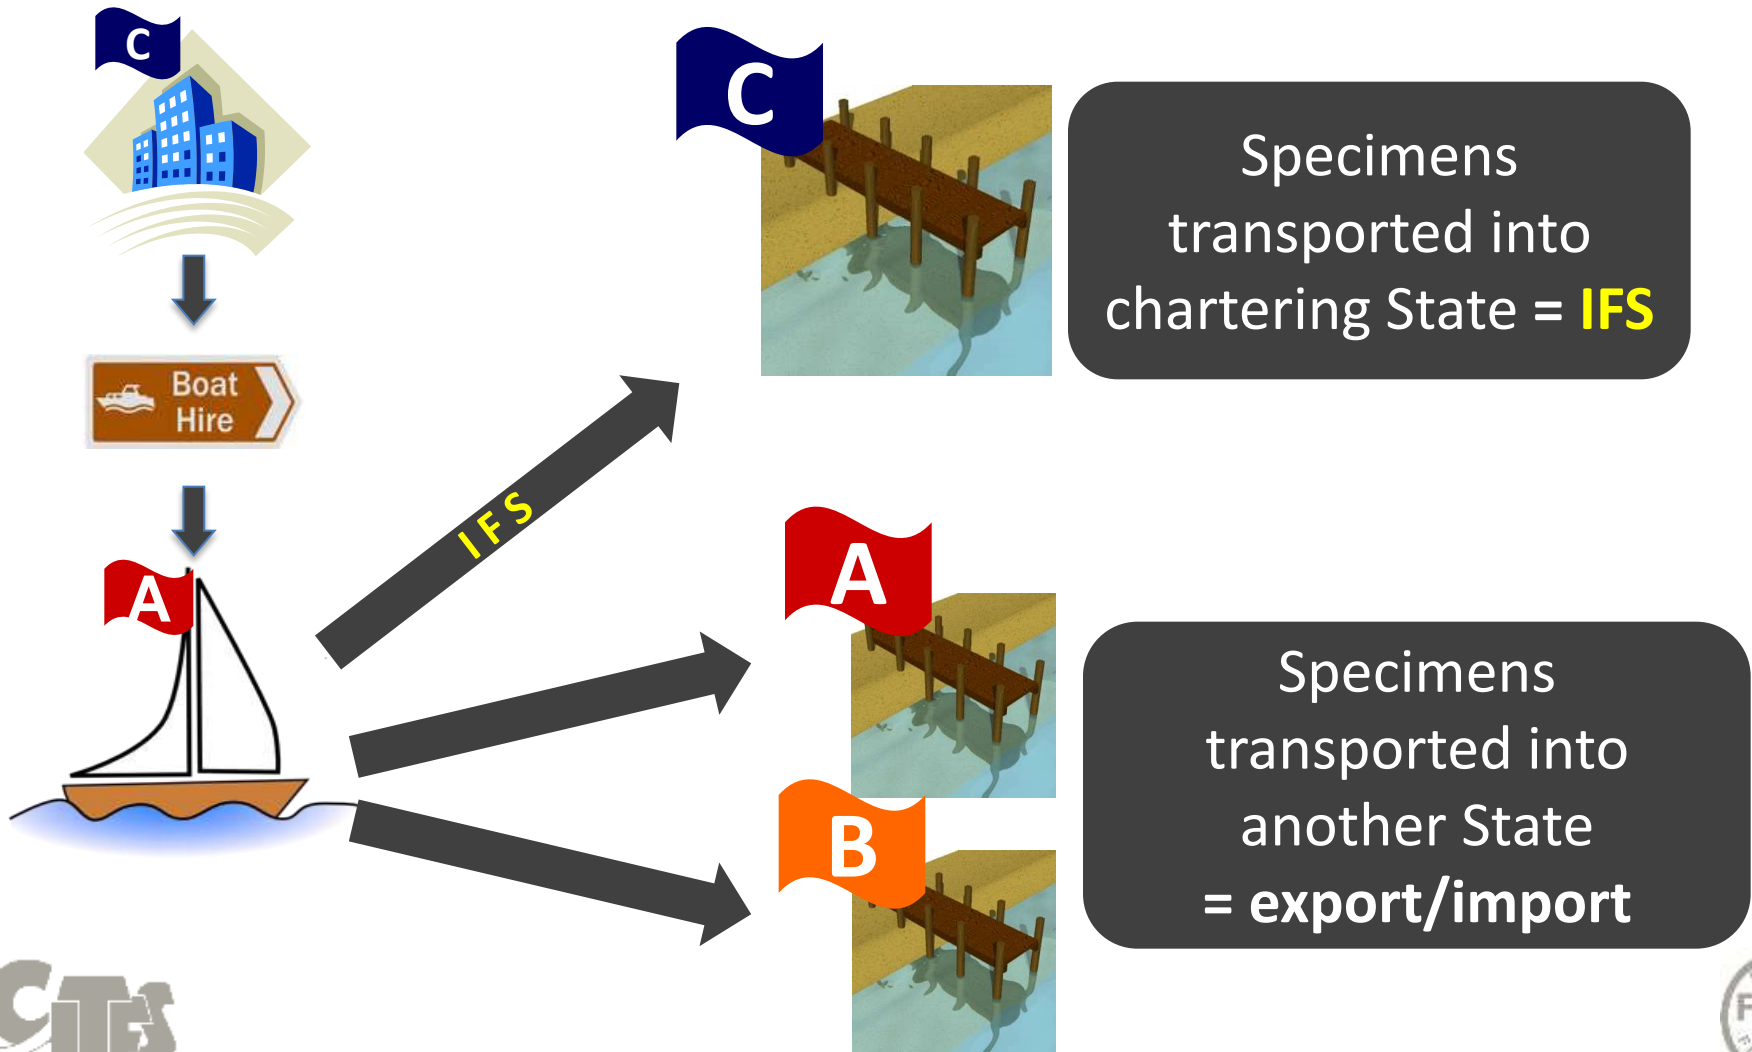 C
C
Specimens
transported into
chartering State = IFS
Boat
Hire
IFS
A
A
B
Specimens
transported into
another State
= export/import
CITES
F